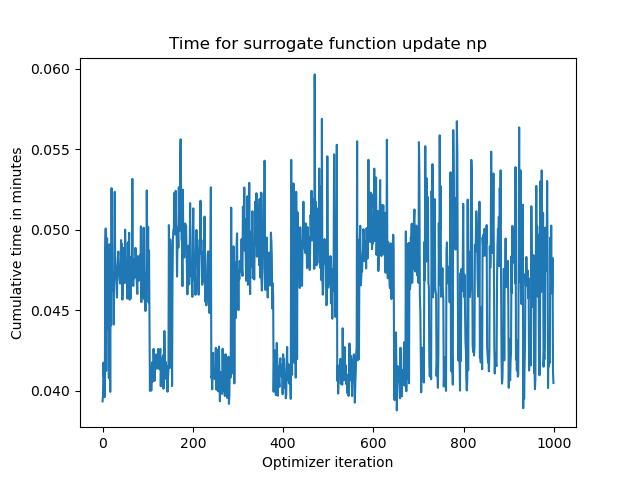 Time for surrogate function update np
Cumulative time in minutes
0.060
0.055
0.050
0.045
0.040
0 200 400 600 800 1000
Optimizer iteration